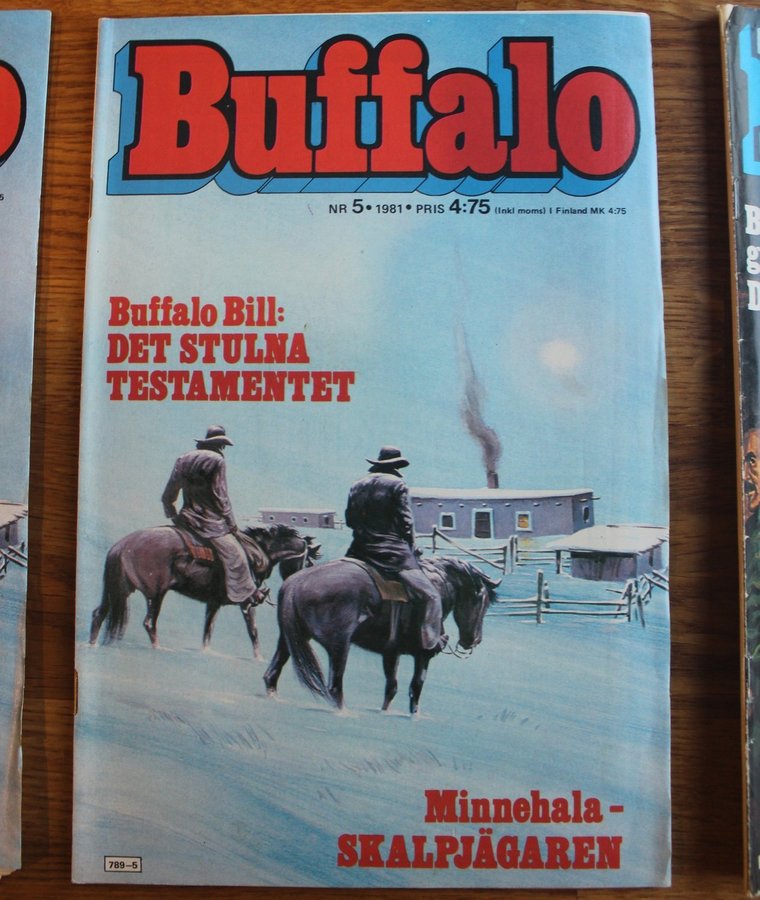 Buffalo
NR 5 • 1981 • PRIS 4:75 (Inkl moms) I Finland MK 4:75
Buffalo Bill:
DET STULNA
TESTAMENTET
Minnehala-
SKALPJÄGAREN
789-5